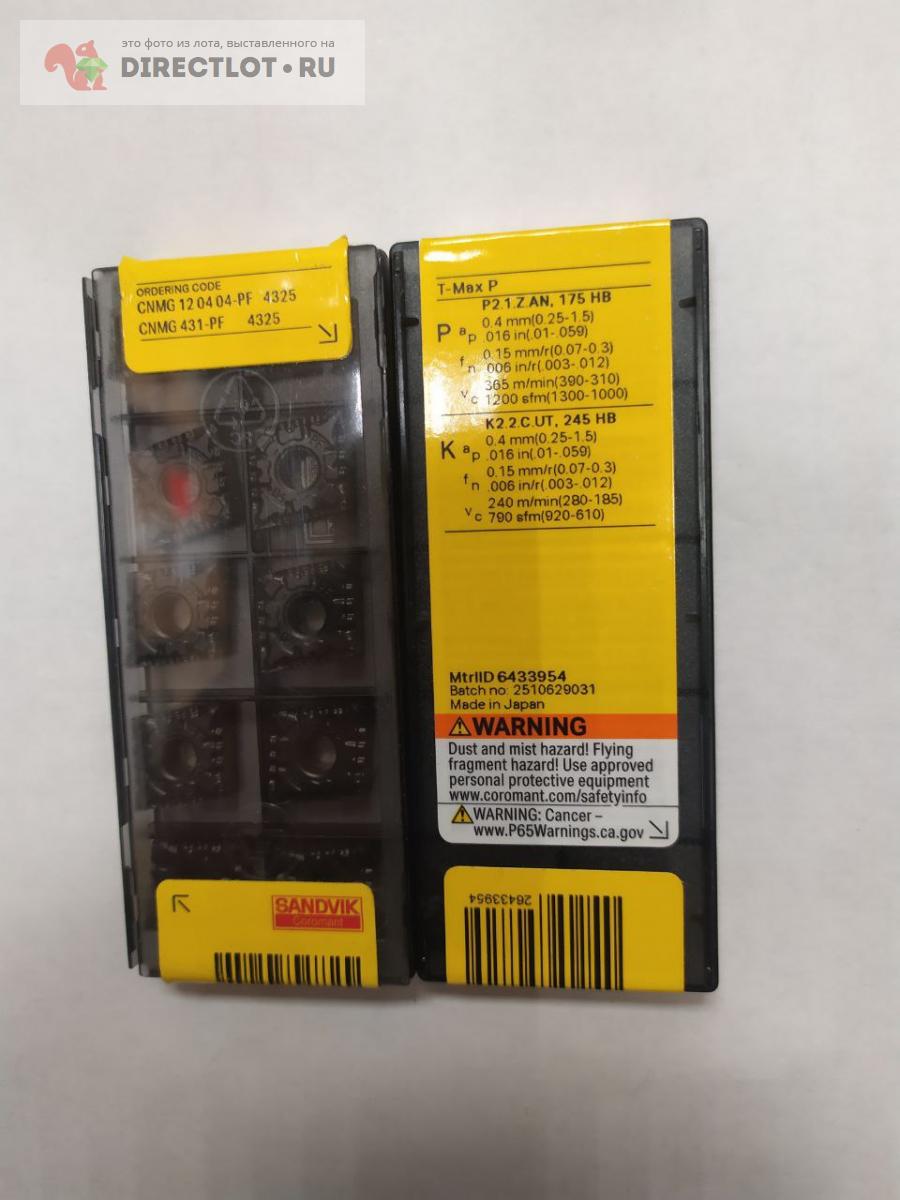 это фото из лота, выставленного на
DIRECTLOT•RU
ORDERING CODE
CNMG 12 04 04-PF 4325
CNMG 431-PF 4325
SANDVIK
Coromant
T-Max P
P2.1.Z.AN, 175 HB
P ap 0.4 mm(0.25-1.5)
.016 in(.01-.059)
fn 0.15 mm/r(0.07-0.3)
.006 in/r(.003-.012)
vc 365 m/min(390-310)
1200 sfm(1300-1000)
K2.2.C.UT, 245 HB
K ap 0.4 mm(0.25-1.5)
.016 in(.01-.059)
fn 0.15 mm/r(0.07-0.3)
.006 in/r(.003-.012)
vc 240 m/min(280-185)
790 sfm(920-610)
MtrlID 6433954
Batch no: 2510629031
Made in Japan
WARNING
Dust and mist hazard! Flying
fragment hazard! Use approved
personal protective equipment
www.coromant.com/safetyinfo
WARNING: Cancer –
www.P65Warnings.ca.gov
26433954